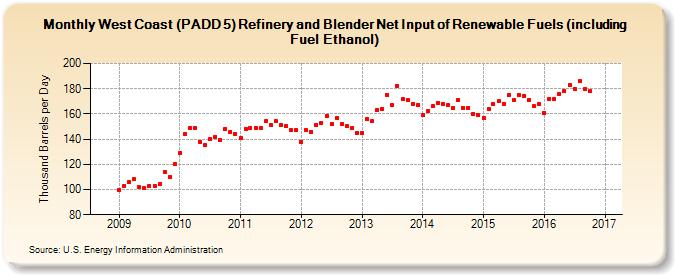 Monthly West Coast (PADD 5) Refinery and Blender Net Input of Renewable Fuels (including
Fuel Ethanol)
Thousand Barrels per Day
200
180
160
140
120
100
80
2009 2010 2011 2012 2013 2014 2015 2016 2017
Source: U.S. Energy Information Administration